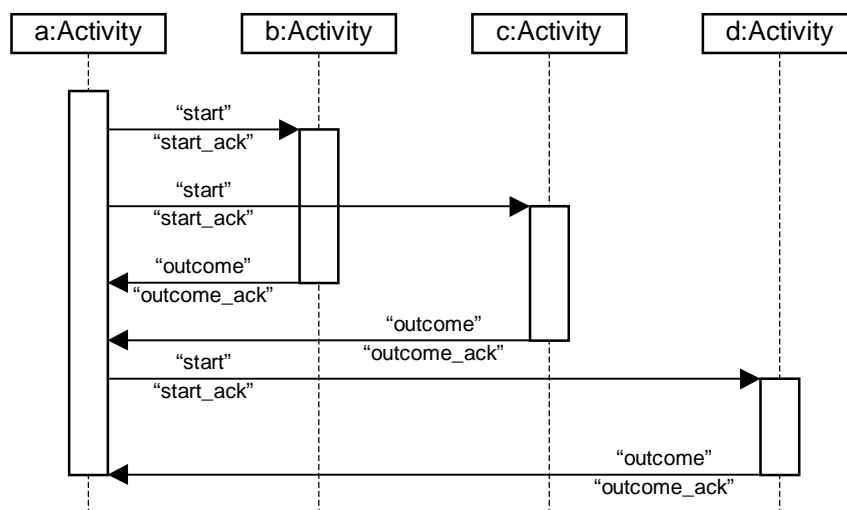 a:Activity
b:Activity
c:Activity
d:Activity
“start”
“start_ack”
“start”
“start_ack”
“outcome”
“outcome_ack”
“outcome”
“outcome_ack”
“start”
“start_ack”
“outcome”
“outcome_ack”